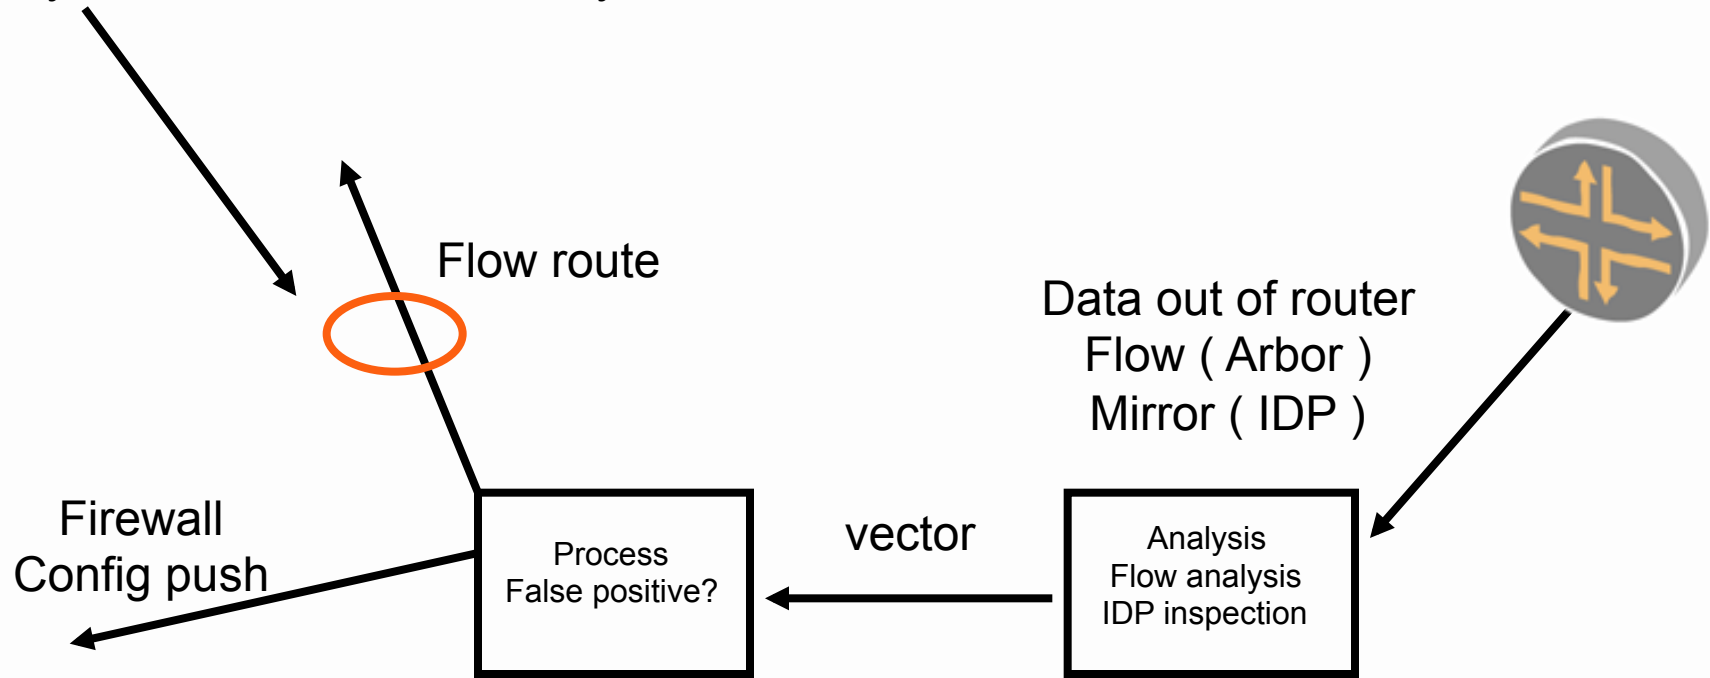 Flow route
Data out of router
Flow ( Arbor )
Mirror ( IDP )
Firewall
Config push
Process
False positive?
vector
Analysis
Flow analysis
IDP inspection